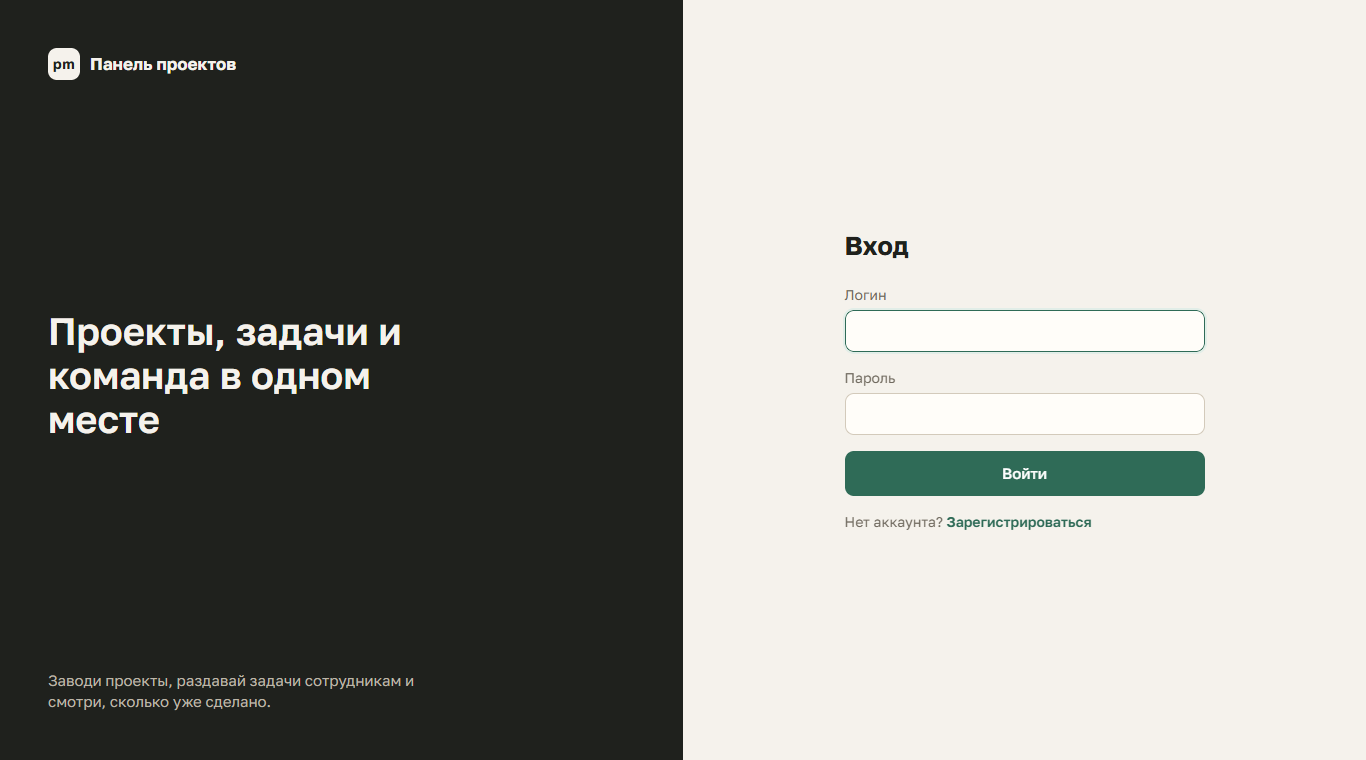 pm Панель проектов
Проекты, задачи и
команда в одном
месте
Заводи проекты, раздавай задачи сотрудникам и
смотри, сколько уже сделано.
Вход
Логин
Пароль
Войти
Нет аккаунта? Зарегистрироваться